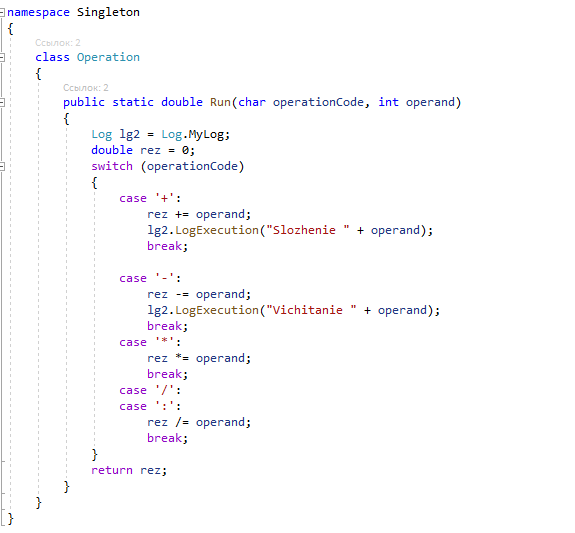 namespace Singleton
{
Ссылок: 2
class Operation
{
Ссылок: 2
public static double Run(char operationCode, int operand)
{
Log lg2 = Log.MyLog;
double rez = 0;
switch (operationCode)
{
case '+':
rez += operand;
lg2.LogExecution("Slozhenie " + operand);
break;
case '-':
rez -= operand;
lg2.LogExecution("Vichitanie " + operand);
break;
case '*':
rez *= operand;
break;
case '/':
case ':':
rez /= operand;
break;
}
return rez;
}
}
}